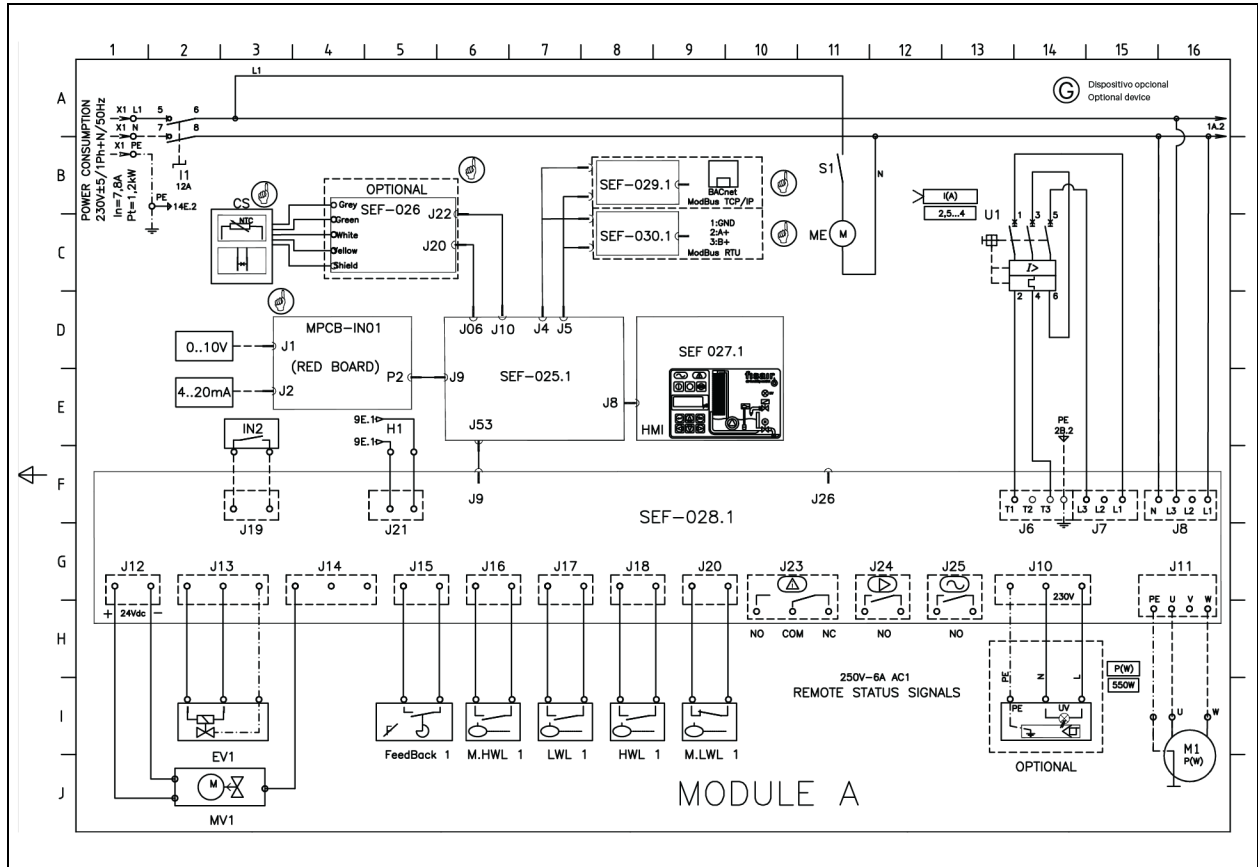 1 2 3 4 5 6 7 8 9 10 11 12 13 14 15 16
A
B
C
D
E
F
G
H
I
J
POWER CONSUMPTION
230V±5/1Ph+N/50Hz
In=7,8A
Pt=1,2kW
X1 L1 5 6
X1 N 7 8
X1 PE
L1
I1
12A
PE
14E.2
G
Dispositivo opcional
Optional device
1A.2
CS
NTC
OPTIONAL
SEF-026
Grey
Green
White
Yellow
Shield
J22
J20
SEF-029.1
BACnet
ModBus TCP/IP
SEF-030.1
1:GND
2:A+
3:B+
ModBus RTU
S1
N
ME
M
I(A)
2,5...4
U1
1 3 5
I>
2 4 6
0..10V
4..20mA
MPCB-IN01
(RED BOARD)
J1
J2
P2
J06 J10 J4 J5
J9
SEF-025.1
J8
J53
SEF 027.1
fisair
HMI
IN2
9E.1
9E.1
H1
PE
2B.2
J19
J21
J9
J26
SEF-028.1
T1 T2 T3
L3 L2 L1
N L3 L2 L1
J6
J7
J8
J12
J13
J14
J15
J16
J17
J18
J20
J23
J24
J25
J10
J11
+ 24Vdc -
230V
PE U V W
NO COM NC
NO
NO
250V-6A AC1
REMOTE STATUS SIGNALS
PE
N
L
P(W)
550W
F
PE
UV
EV1
FeedBack 1
M.HWL 1
LWL 1
HWL 1
M.LWL 1
OPTIONAL
U
W
M1
P(W)
M
MV1
MODULE A